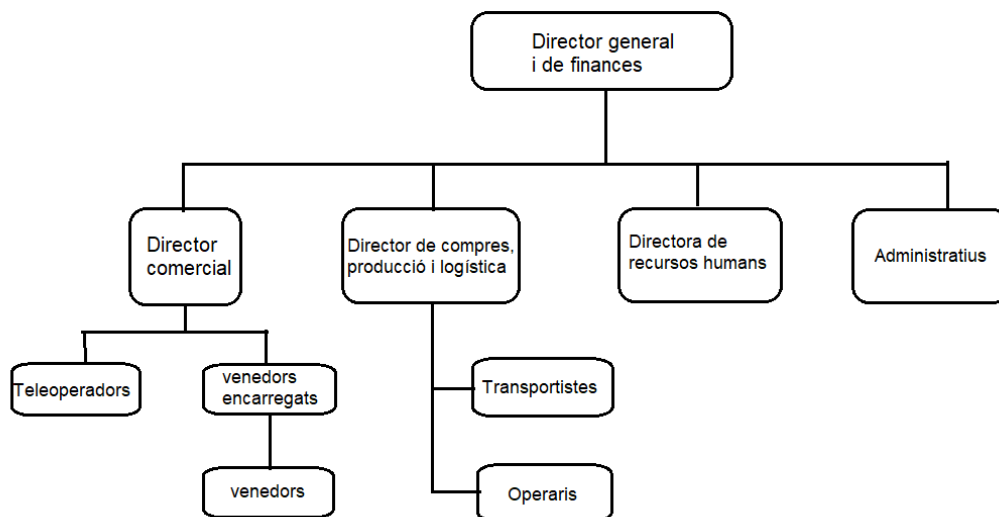 Director general
i de finances
Director
comercial
Director de compres,
producció i logística
Directora de
recursos humans
Administratius
Teleoperadors
venedors
encarregats
Transportistes
venedors
Operaris